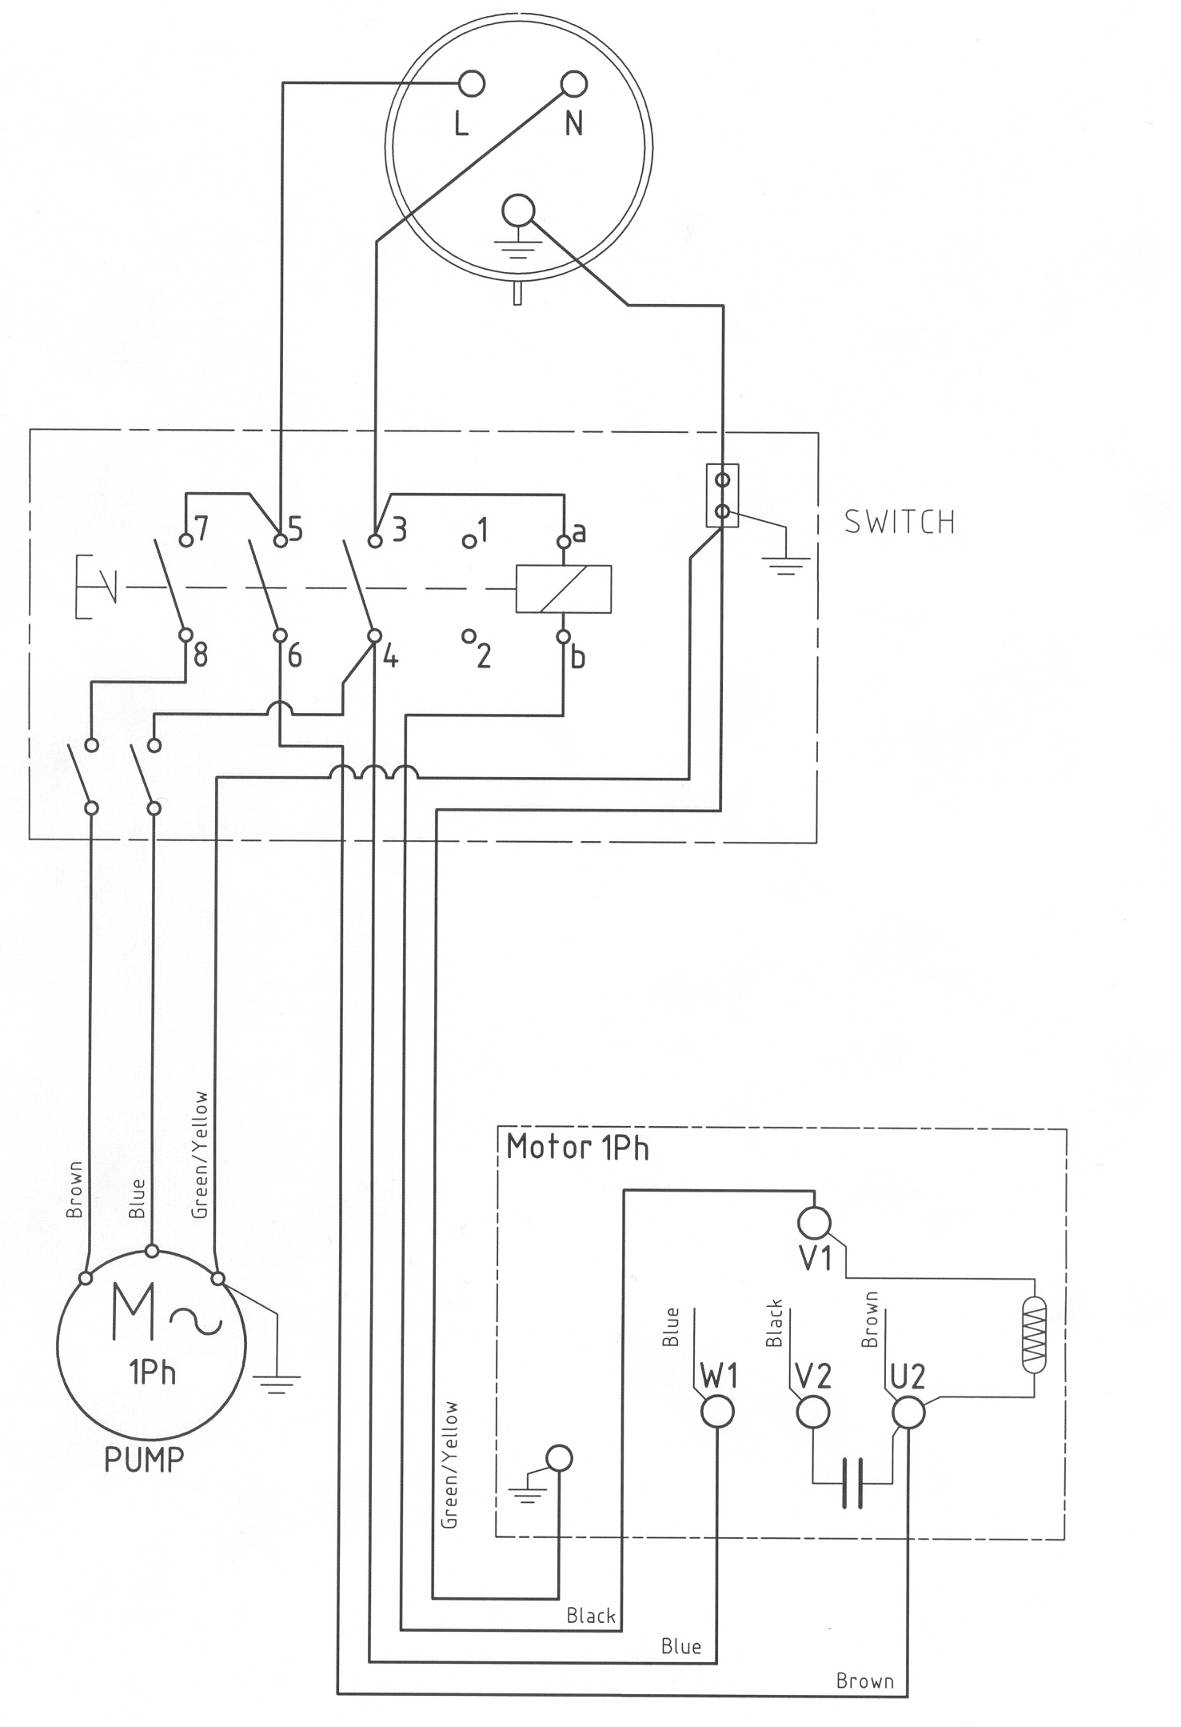 L
N
SWITCH
7
5
3
1
a
8
6
4
2
b
Brown
Blue
Green/Yellow
Motor 1Ph
V1
Blue
Black
Brown
W1
V2
U2
M
1Ph
PUMP
Green/Yellow
Black
Blue
Brown